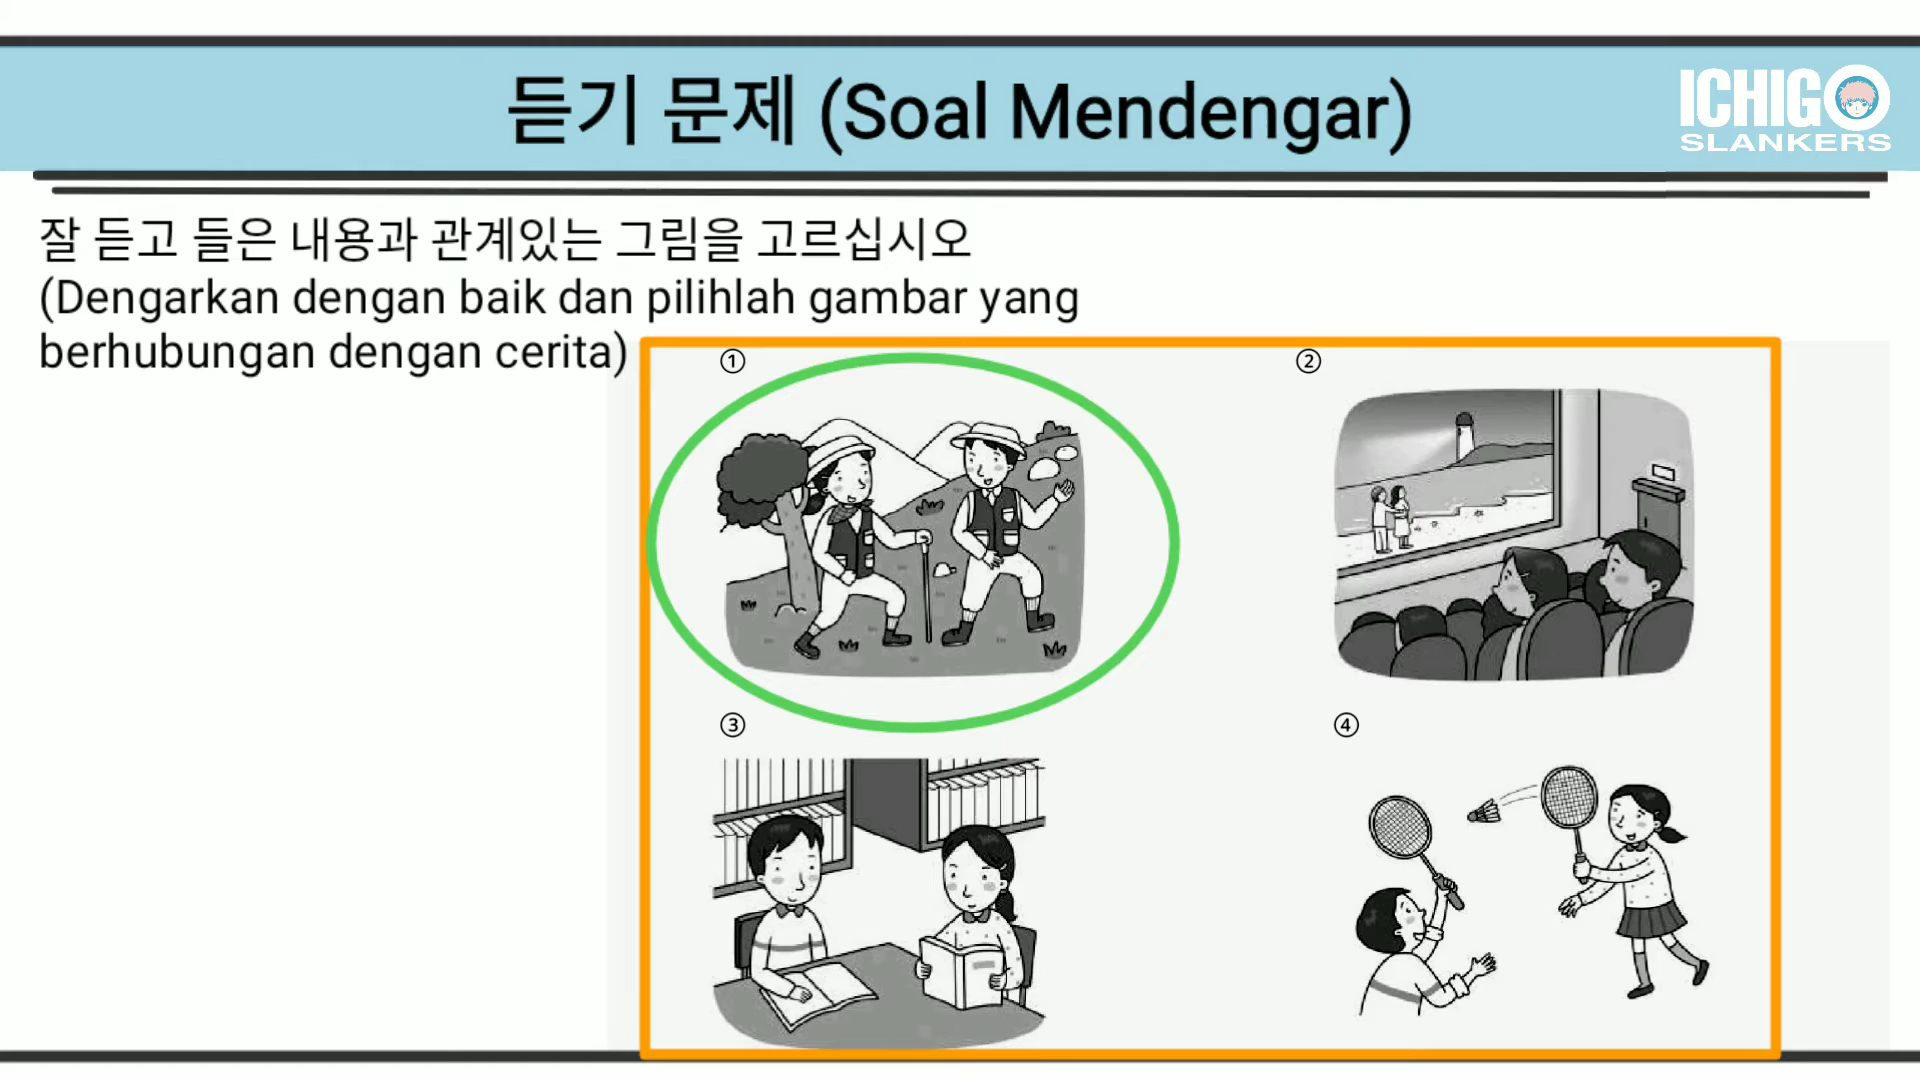 듣기 문제 (Soal Mendengar)
ICHIGO
SLANKERS
잘 듣고 들은 내용과 관계있는 그림을 고르십시오
(Dengarkan dengan baik dan pilihlah gambar yang
berhubungan dengan cerita)
①
②
③
④